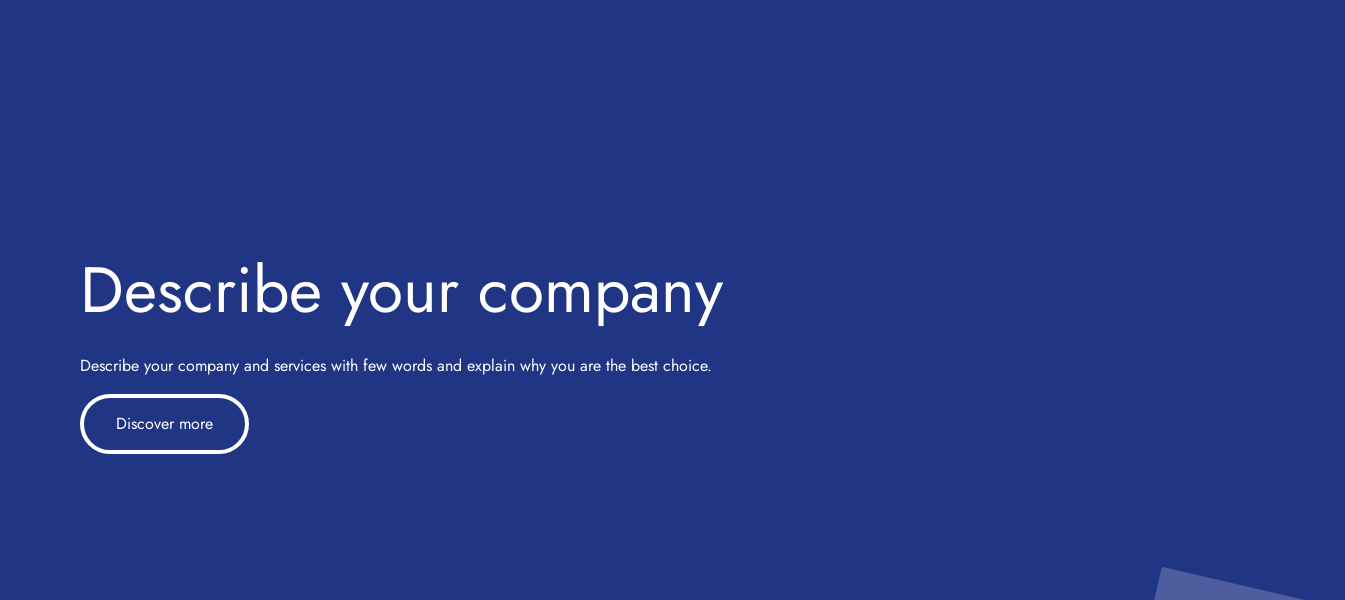 Describe your company
Describe your company and services with few words and explain why you are the best choice.
Discover more